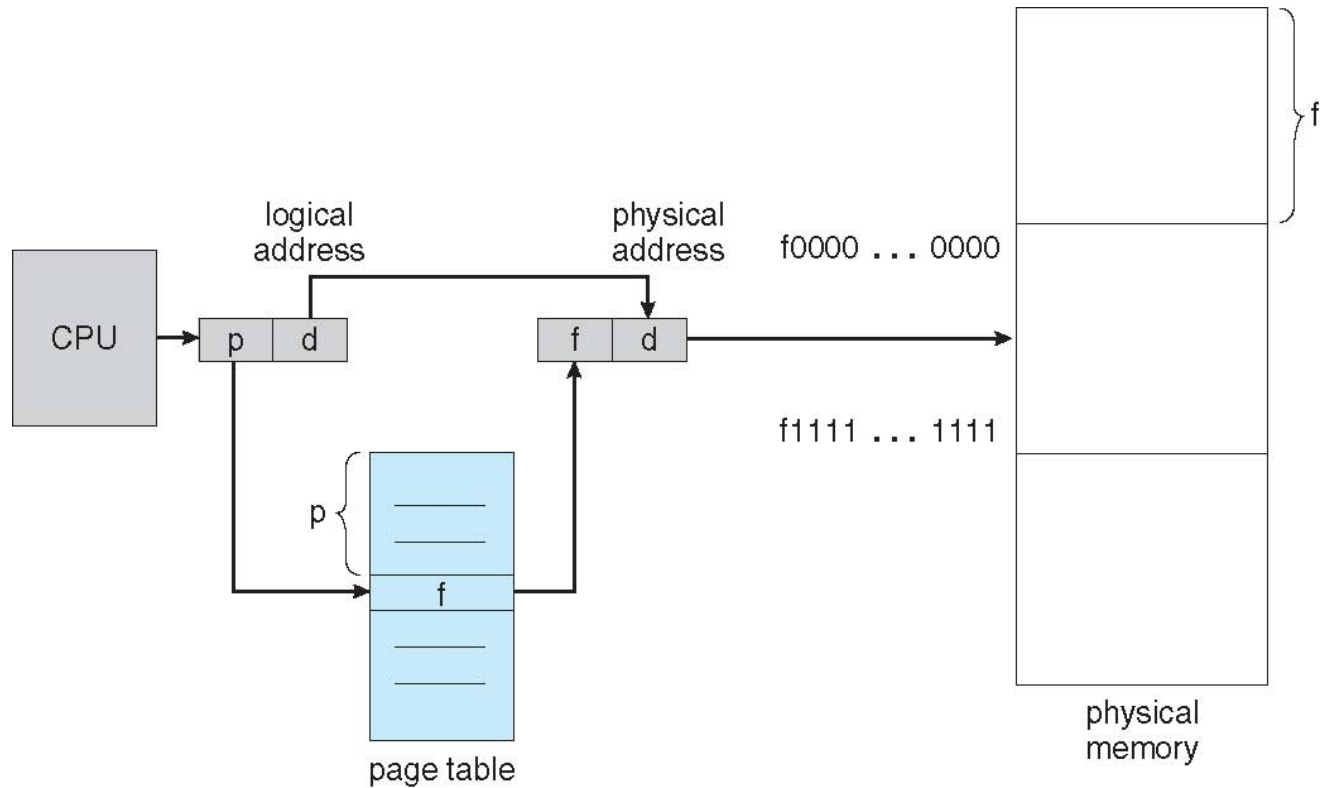 f
logical
address
physical
address
f0000 ... 0000
CPU
p
d
f
d
f1111 ... 1111
p
f
physical
memory
page table